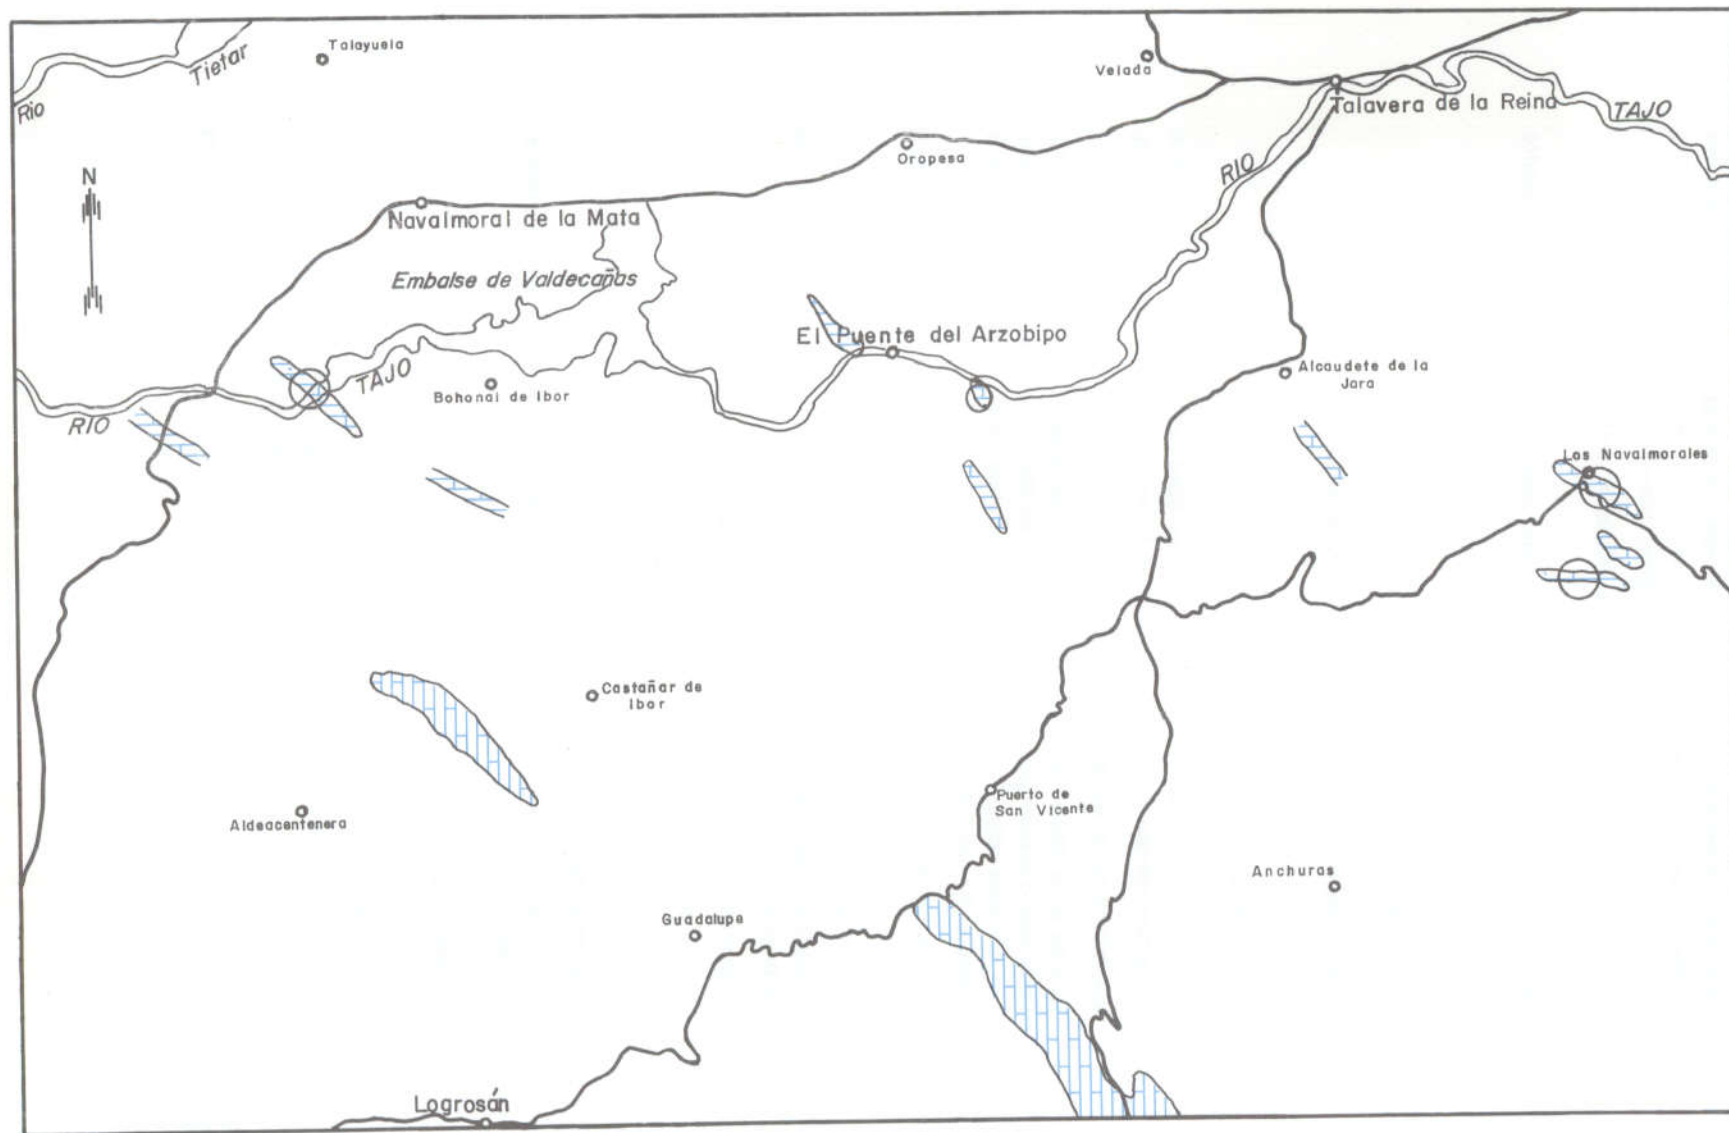 Talayuela
Tietar
Rio
Velada
Talavera de la Reina
TAJO
Oropesa
RIO
N
Navalmoral de la Mata
Embalse de Valdecañas
El Puente del Arzobipo
TAJO
Bohonal de Ibor
RIO
Alcaudete de la
Jara
Los Navalmorales
Castañar de
Ibor
Puerto de
San Vicente
Aldeacentenera
Anchuras
Guadalupe
Logrosán